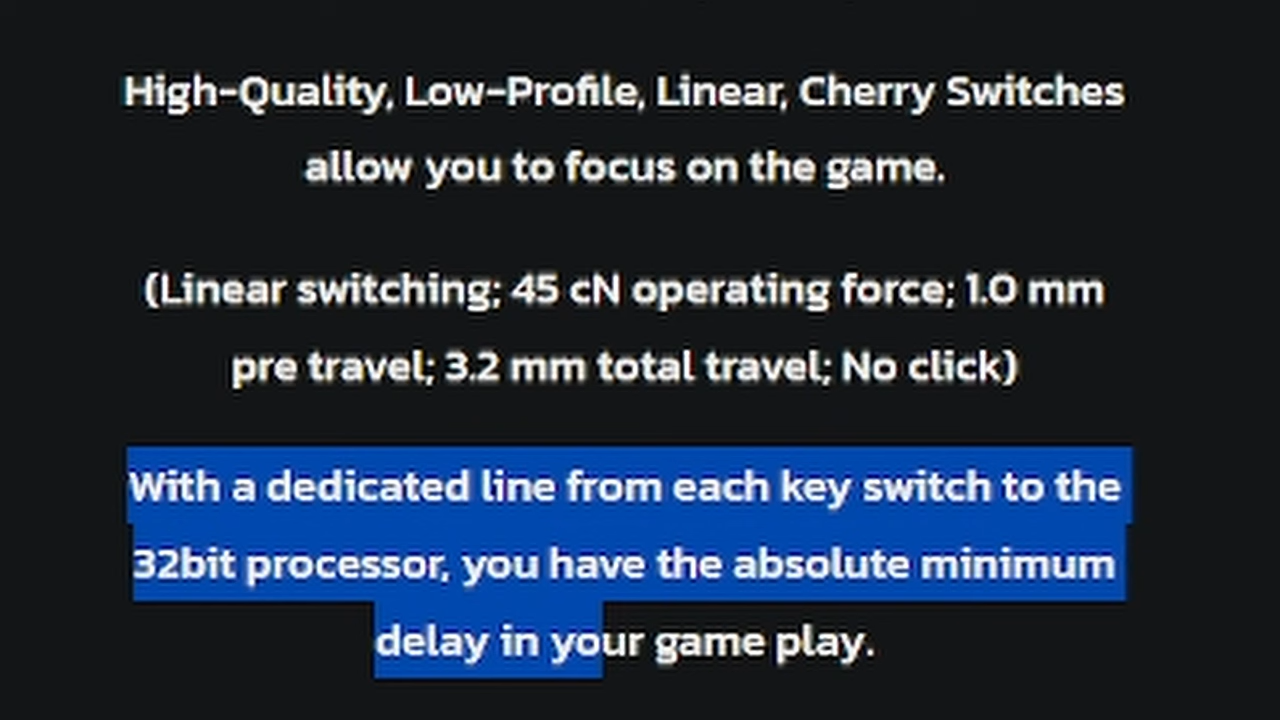 High-Quality, Low-Profile, Linear, Cherry Switches
allow you to focus on the game.
(Linear switching; 45 cN operating force; 1.0 mm
pre travel; 3.2 mm total travel; No click)
With a dedicated line from each key switch to the
32bit processor, you have the absolute minimum
delay in your game play.